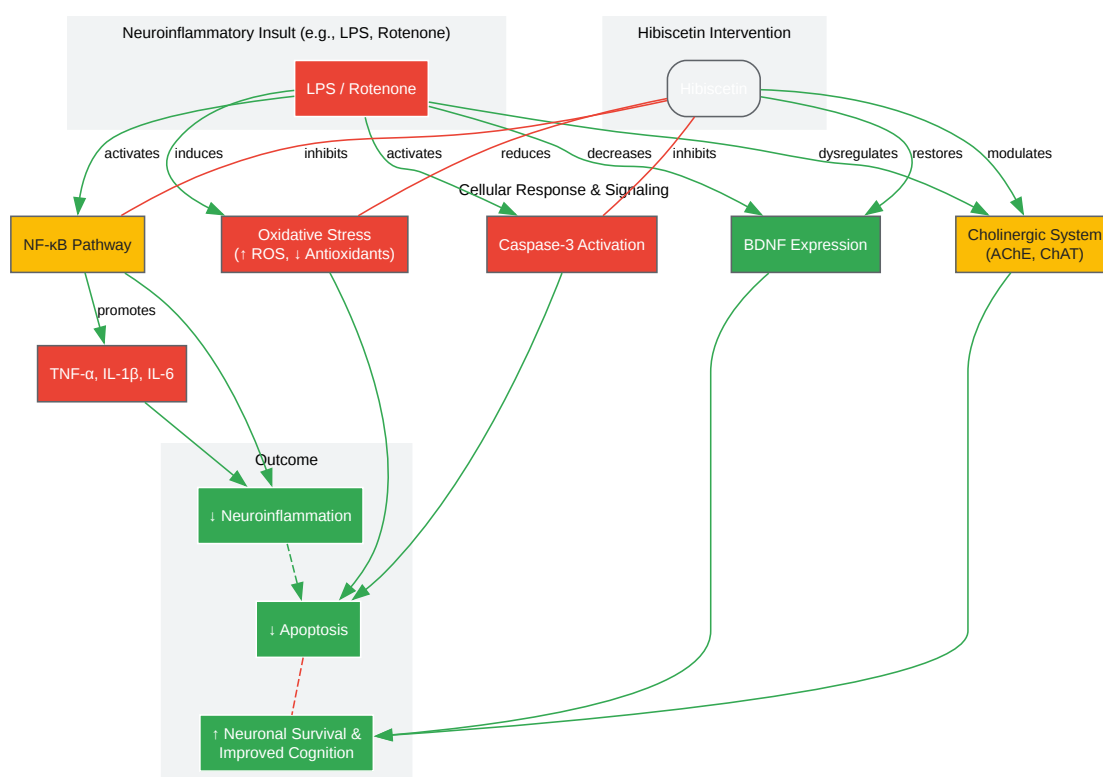 Neuroinflammatory Insult (e.g., LPS, Rotenone)
Hibiscetin Intervention
LPS / Rotenone
Hibiscetin
activates
induces
inhibits
activates
reduces
decreases
inhibits
dysregulates
restores
modulates
Cellular Response & Signaling
NF-κB Pathway
Oxidative Stress
(↑ ROS, ↓ Antioxidants)
Caspase-3 Activation
BDNF Expression
Cholinergic System
(AChE, ChAT)
promotes
TNF-α, IL-1β, IL-6
Outcome
↓ Neuroinflammation
↓ Apoptosis
↑ Neuronal Survival &
Improved Cognition